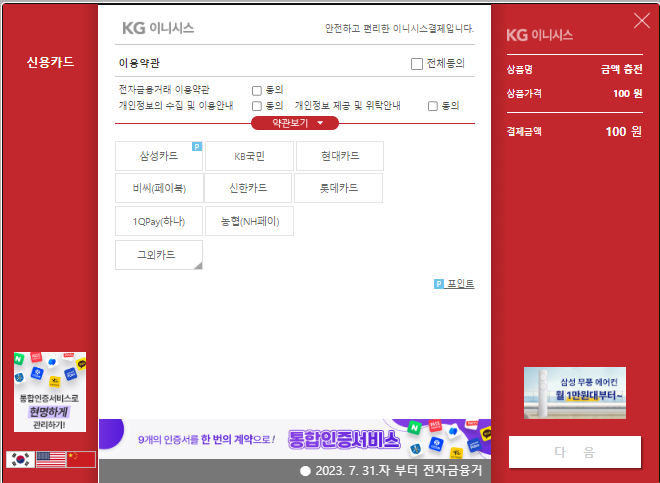 신용카드
KG 이니시스
안전하고 편리한 이니시스결제입니다.
이용약관
전체동의
전자금융거래 이용약관
동의
개인정보의 수집 및 이용안내
동의
개인정보 제공 및 위탁안내
동의
약관보기
삼성카드
P
KB국민
현대카드
비씨(페이북)
신한카드
롯데카드
1QPay(하나)
농협(NH페이)
그외카드
P 포인트
통합인증서비스로
현명하게
관리하기!
9개의 인증서를 한 번의 계약으로!
통합인증서비스
2023. 7. 31.자 부터 전자금융거
KG 이니시스
상품명
금액 충전
상품가격
100 원
결제금액
100 원
삼성 무풍 에어컨
월 1만원대부터~
다 음